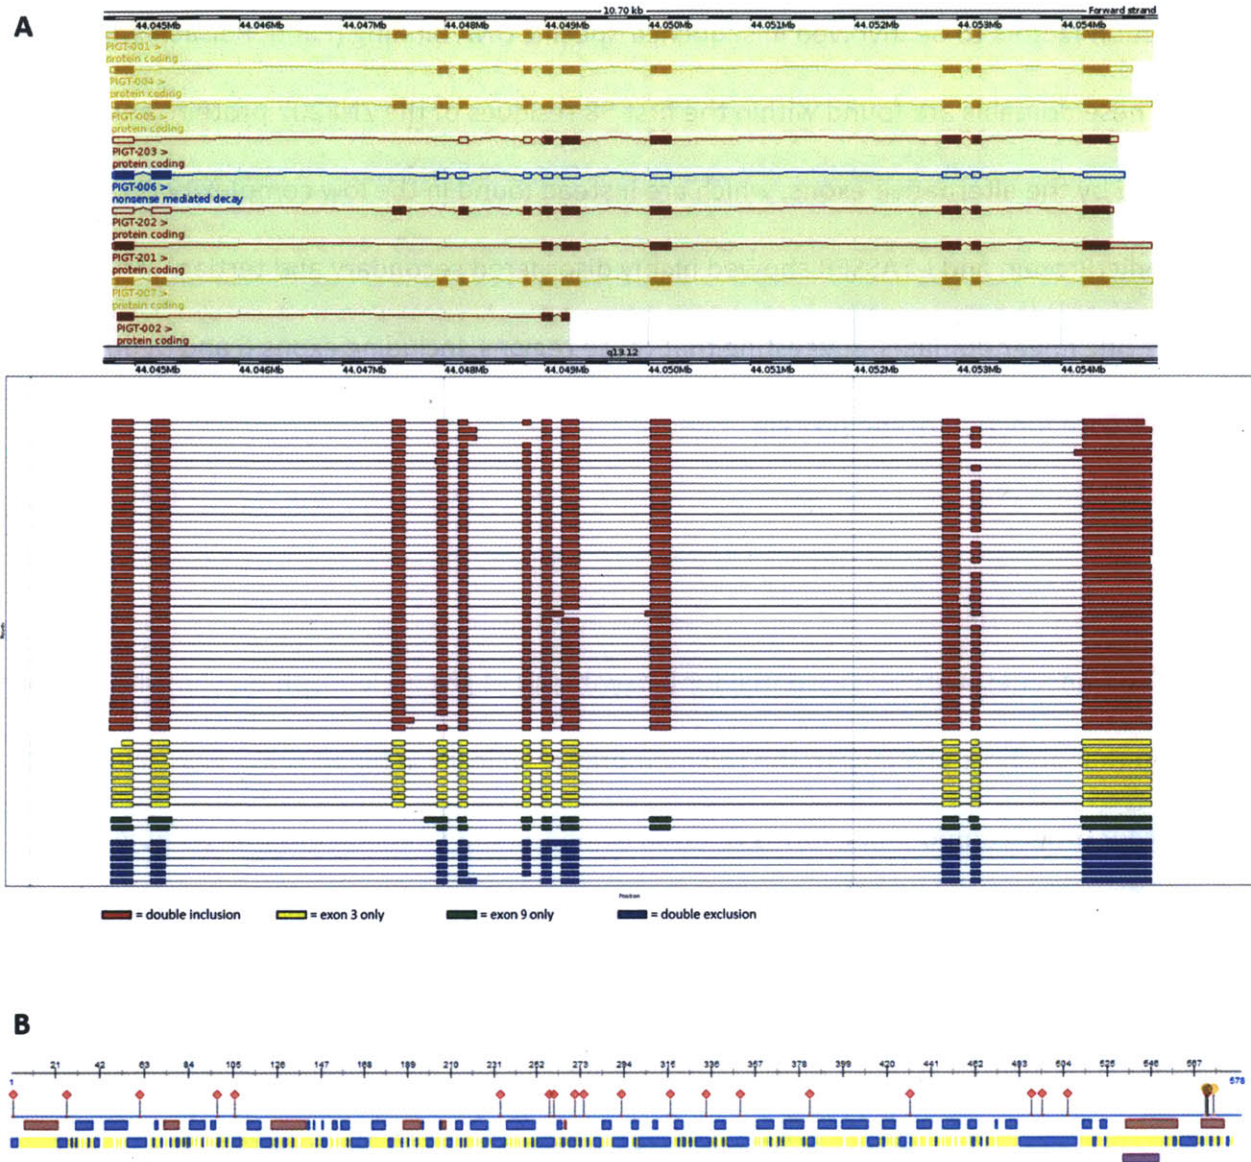 A
10.70 kb
Forward strand
44.045Mb 44.046Mb 44.047Mb 44.048Mb 44.049Mb 44.050Mb 44.051Mb 44.052Mb 44.053Mb 44.054Mb
PIGT-001 >
protein coding
PIGT-004 >
protein coding
PIGT-005 >
protein coding
PIGT-203 >
protein coding
PIGT-006 >
nonsense mediated decay
PIGT-202 >
protein coding
PIGT-201 >
protein coding
PIGT-007 >
protein coding
PIGT-002 >
protein coding
q13.12
44.045Mb 44.046Mb 44.047Mb 44.048Mb 44.049Mb 44.050Mb 44.051Mb 44.052Mb 44.053Mb 44.054Mb
Reads
Position
= double inclusion = exon 3 only = exon 9 only = double exclusion
B
21 42 63 84 105 126 147 168 189 210 231 252 273 294 315 336 357 378 399 420 441 462 483 504 525 546 567
1 578